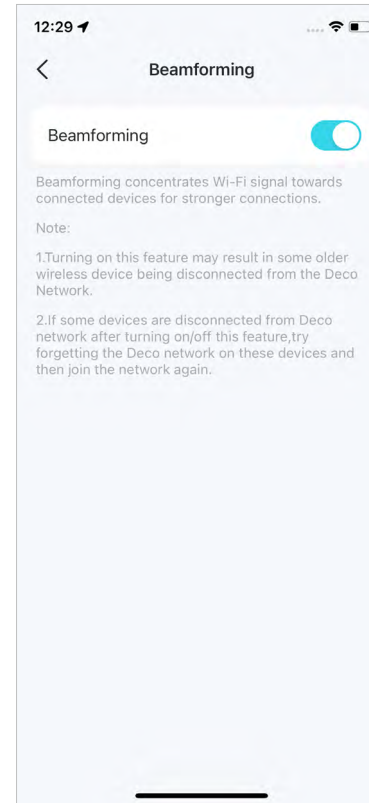 12:29
Beamforming
Beamforming
Beamforming concentrates Wi-Fi signal towards
connected devices for stronger connections.
Note:
1.Turning on this feature may result in some older
wireless device being disconnected from the Deco
Network.
2.If some devices are disconnected from Deco
network after turning on/off this feature,try
forgetting the Deco network on these devices and
then join the network again.